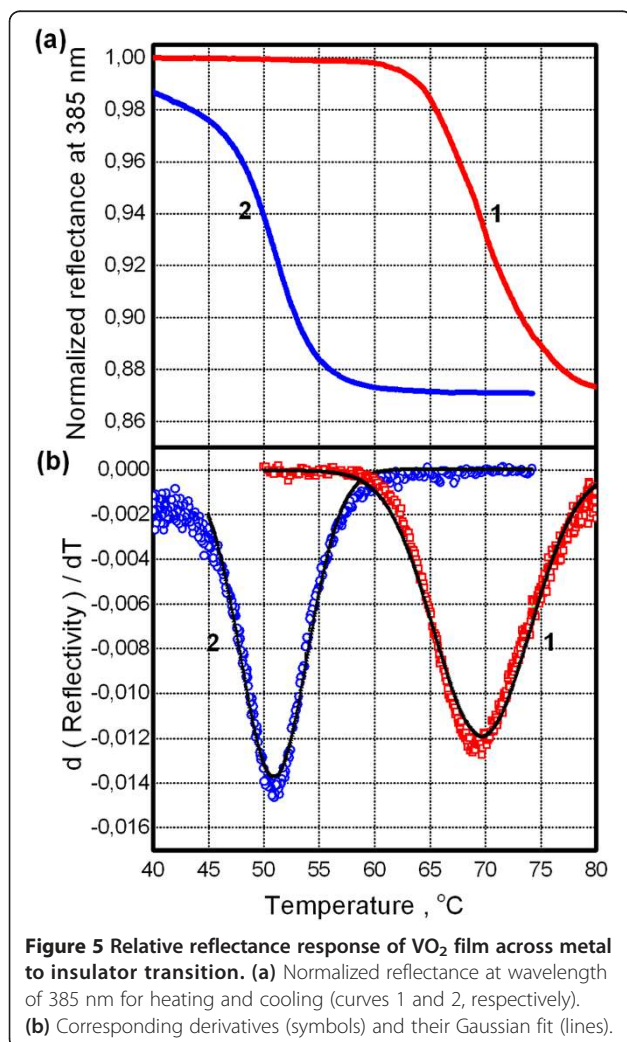 (a)
Normalized reflectance at 385 nm
1,00
0,98
0,96
0,94
0,92
0,90
0,88
0,86
2
1
(b)
d ( Reflectivity ) / dT
0,000
-0,002
-0,004
-0,006
-0,008
-0,010
-0,012
-0,014
-0,016
2
1
40 45 50 55 60 65 70 75 80
Temperature , °C
Figure 5 Relative reflectance response of VO₂ film across metal
to insulator transition. (a) Normalized reflectance at wavelength
of 385 nm for heating and cooling (curves 1 and 2, respectively).
(b) Corresponding derivatives (symbols) and their Gaussian fit (lines).